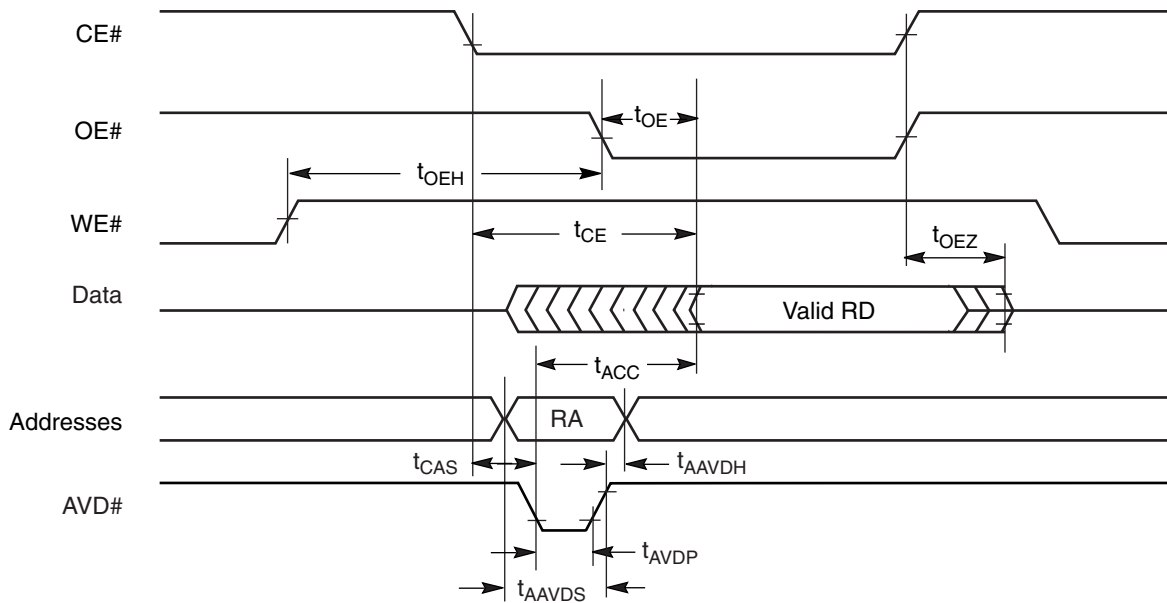 CE#
OE#
tOE
tOEH
WE#
tCE
tOEZ
Data
Valid RD
tACC
Addresses
RA
tCAS
tAAVDH
AVD#
tAVDP
tAAVDS